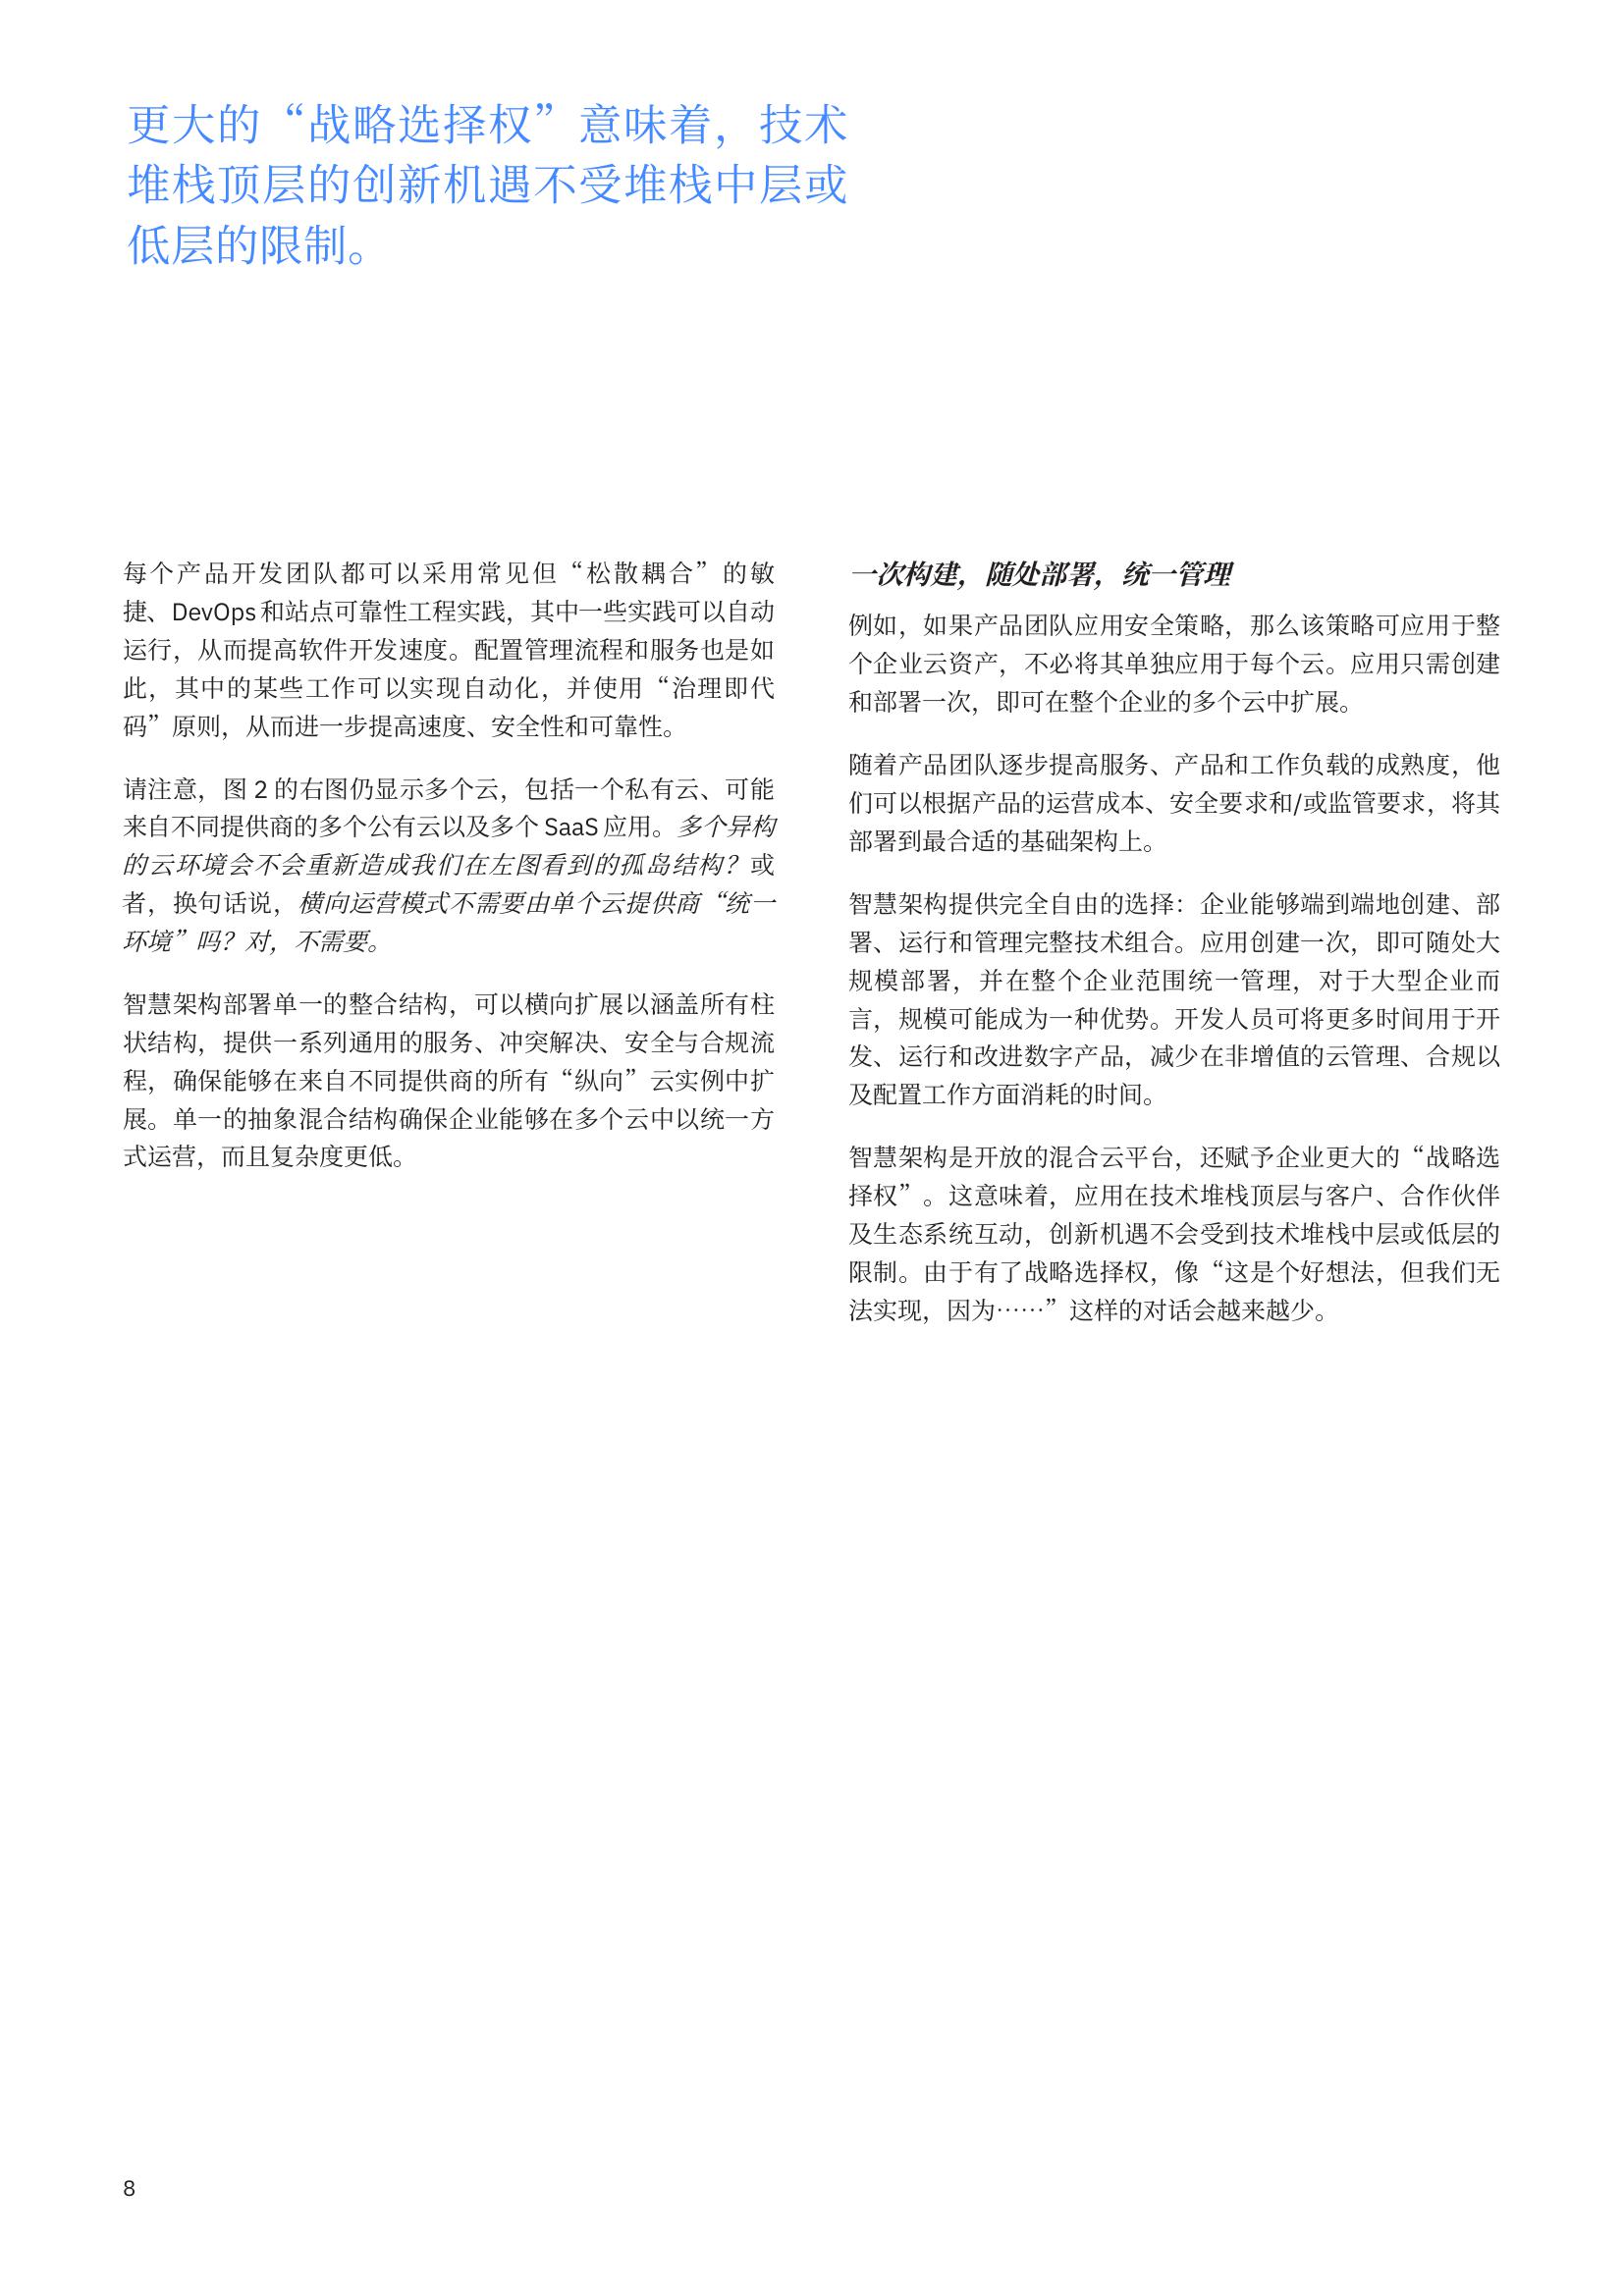 更大的“战略选择权”意味着，技术
堆栈顶层的创新机遇不受堆栈中层或
低层的限制。
每个产品开发团队都可以采用常见但“松散耦合”的敏
捷、DevOps 和站点可靠性工程实践，其中一些实践可以自动
运行，从而提高软件开发速度。配置管理流程和服务也是如
此，其中的某些工作可以实现自动化，并使用“治理即代
码”原则，从而进一步提高速度、安全性和可靠性。
请注意，图 2 的右图仍显示多个云，包括一个私有云、可能
来自不同提供商的多个公有云以及多个 SaaS 应用。多个异构
的云环境会不会重新造成我们在左图看到的孤岛结构？或
者，换句话说，横向运营模式不需要由单个云提供商“统一
环境”吗？对，不需要。
智慧架构部署单一的整合结构，可以横向扩展以涵盖所有柱
状结构，提供一系列通用的服务、冲突解决、安全与合规流
程，确保能够在来自不同提供商的所有“纵向”云实例中扩
展。单一的抽象混合结构确保企业能够在多个云中以统一方
式运营，而且复杂度更低。
一次构建，随处部署，统一管理
例如，如果产品团队应用安全策略，那么该策略可应用于整
个企业云资产，不必将其单独应用于每个云。应用只需创建
和部署一次，即可在整个企业的多个云中扩展。
随着产品团队逐步提高服务、产品和工作负载的成熟度，他
们可以根据产品的运营成本、安全要求和/或监管要求，将其
部署到最合适的基础架构上。
智慧架构提供完全自由的选择：企业能够端到端地创建、部
署、运行和管理完整技术组合。应用创建一次，即可随处大
规模部署，并在整个企业范围统一管理，对于大型企业而
言，规模可能成为一种优势。开发人员可将更多时间用于开
发、运行和改进数字产品，减少在非增值的云管理、合规以
及配置工作方面消耗的时间。
智慧架构是开放的混合云平台，还赋予企业更大的“战略选
择权”。这意味着，应用在技术堆栈顶层与客户、合作伙伴
及生态系统互动，创新机遇不会受到技术堆栈中层或低层的
限制。由于有了战略选择权，像“这是个好想法，但我们无
法实现，因为……”这样的对话会越来越少。
8